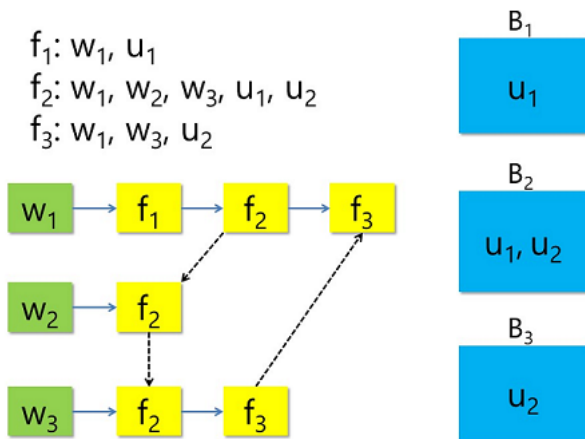 f₁: w₁, u₁
f₂: w₁, w₂, w₃, u₁, u₂
f₃: w₁, w₃, u₂
w₁ f₁ f₂ f₃
w₂ f₂
w₃ f₂ f₃
B₁
u₁
B₂
u₁, u₂
B₃
u₂